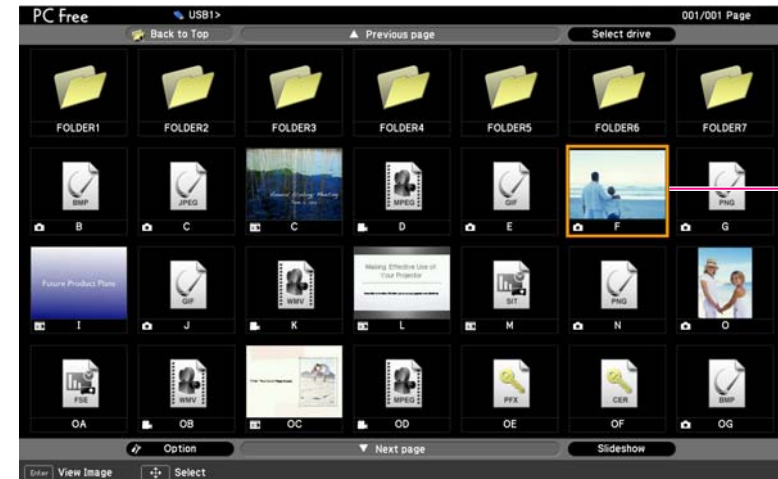 PC Free USB1> 001/001 Page
Back to Top ▲ Previous page Select drive
FOLDER1 FOLDER2 FOLDER3 FOLDER4 FOLDER5 FOLDER6 FOLDER7
BMP JPEG MPEG GIF PNG
B C C D E F G
Future Product Plans
GIF WMV
Making Effective Use of
Your Projector
SIT PNG
I J K L M N O
FSE WMV MPEG PFX CER BMP
OA OB OC OD OE OF OG
Option ▼ Next page Slideshow
Enter View Image Select